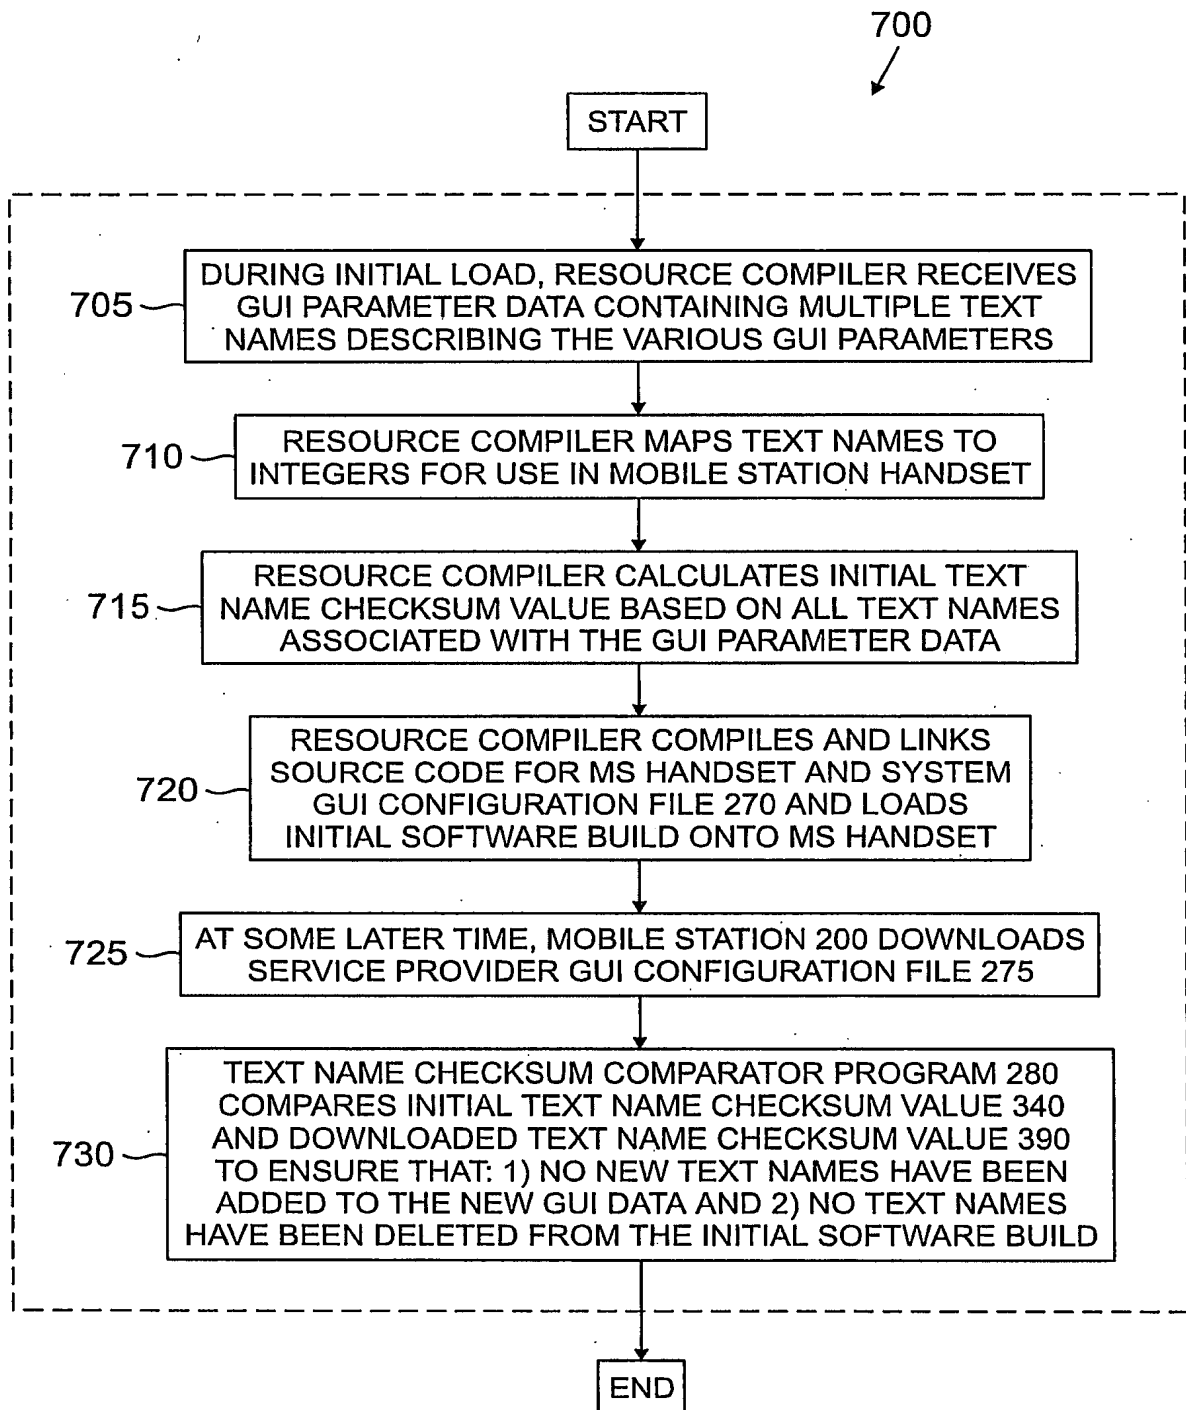 700
START
705
DURING INITIAL LOAD, RESOURCE COMPILER RECEIVES
GUI PARAMETER DATA CONTAINING MULTIPLE TEXT
NAMES DESCRIBING THE VARIOUS GUI PARAMETERS
710
RESOURCE COMPILER MAPS TEXT NAMES TO
INTEGERS FOR USE IN MOBILE STATION HANDSET
715
RESOURCE COMPILER CALCULATES INITIAL TEXT
NAME CHECKSUM VALUE BASED ON ALL TEXT NAMES
ASSOCIATED WITH THE GUI PARAMETER DATA
720
RESOURCE COMPILER COMPILES AND LINKS
SOURCE CODE FOR MS HANDSET AND SYSTEM
GUI CONFIGURATION FILE 270 AND LOADS
INITIAL SOFTWARE BUILD ONTO MS HANDSET
725
AT SOME LATER TIME, MOBILE STATION 200 DOWNLOADS
SERVICE PROVIDER GUI CONFIGURATION FILE 275
730
TEXT NAME CHECKSUM COMPARATOR PROGRAM 280
COMPARES INITIAL TEXT NAME CHECKSUM VALUE 340
AND DOWNLOADED TEXT NAME CHECKSUM VALUE 390
TO ENSURE THAT: 1) NO NEW TEXT NAMES HAVE BEEN
ADDED TO THE NEW GUI DATA AND 2) NO TEXT NAMES
HAVE BEEN DELETED FROM THE INITIAL SOFTWARE BUILD
END